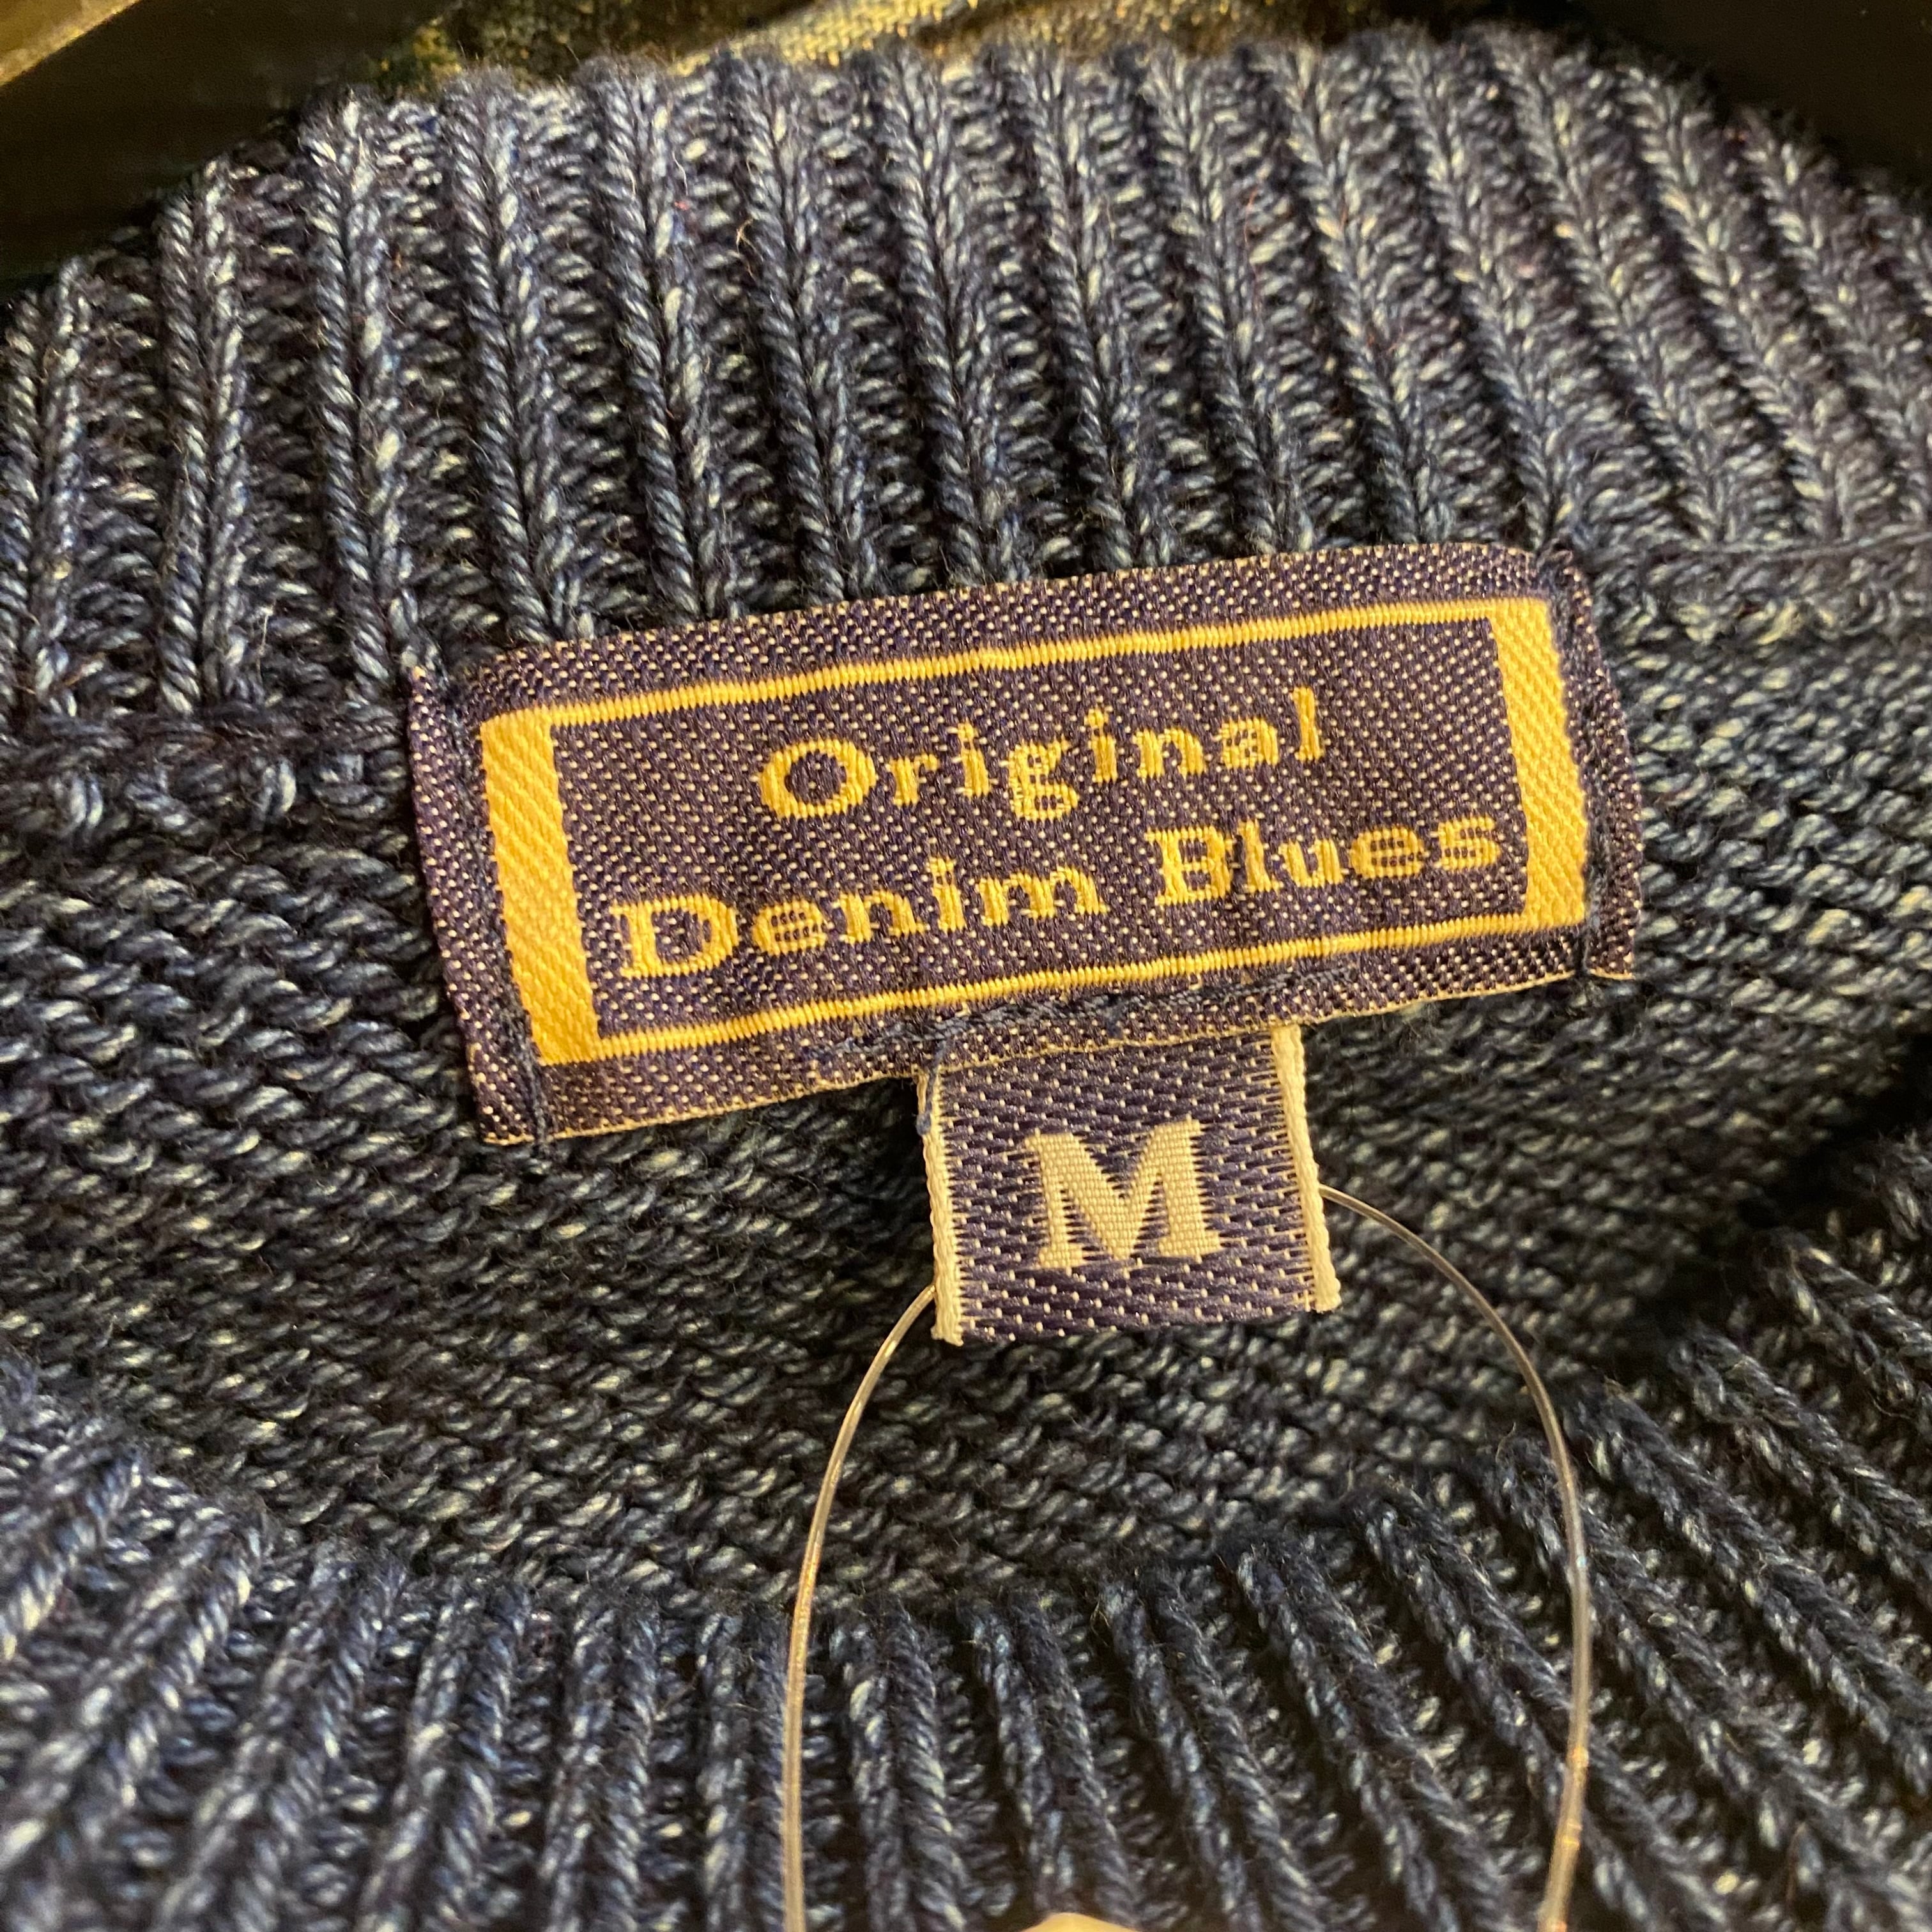 Original
Denim Blues
M